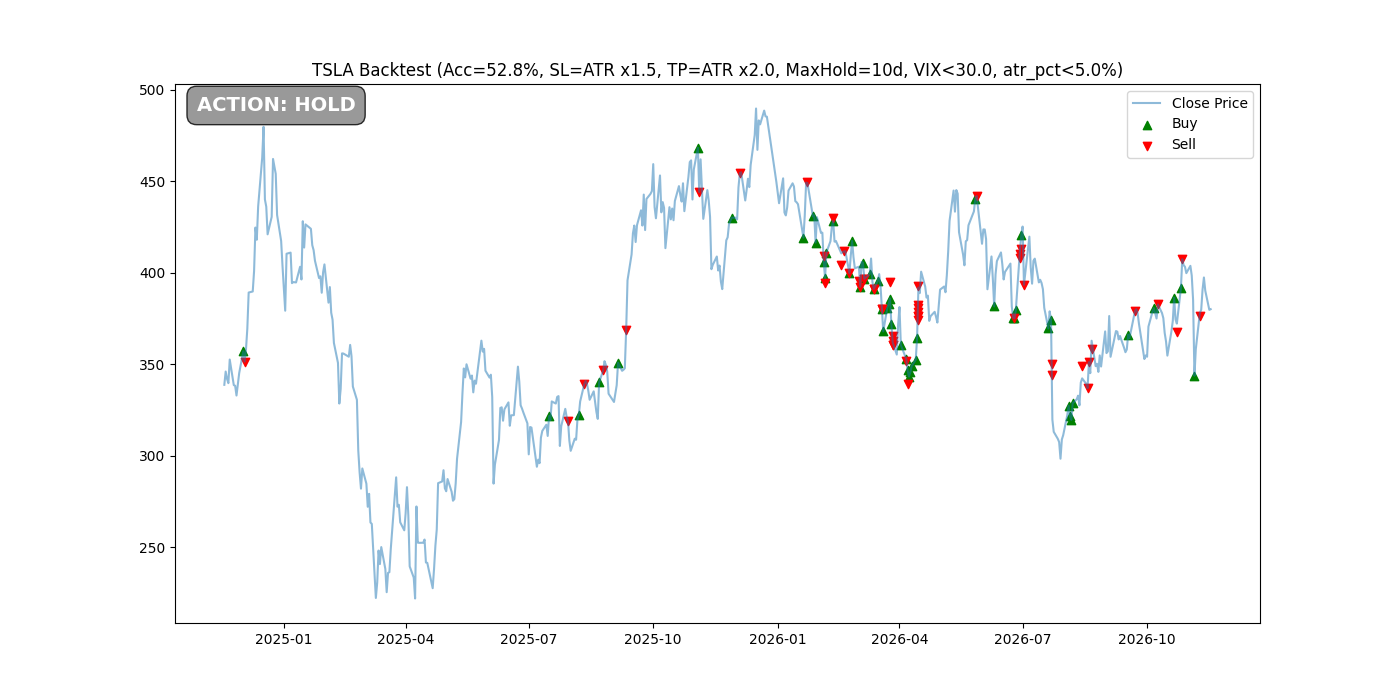 TSLA Backtest (Acc=52.8%, SL=ATR x1.5, TP=ATR x2.0, MaxHold=10d, VIX<30.0, atr_pct<5.0%)
ACTION: HOLD
Close Price
Buy
Sell
500
450
400
350
300
250
2025-01
2025-04
2025-07
2025-10
2026-01
2026-04
2026-07
2026-10